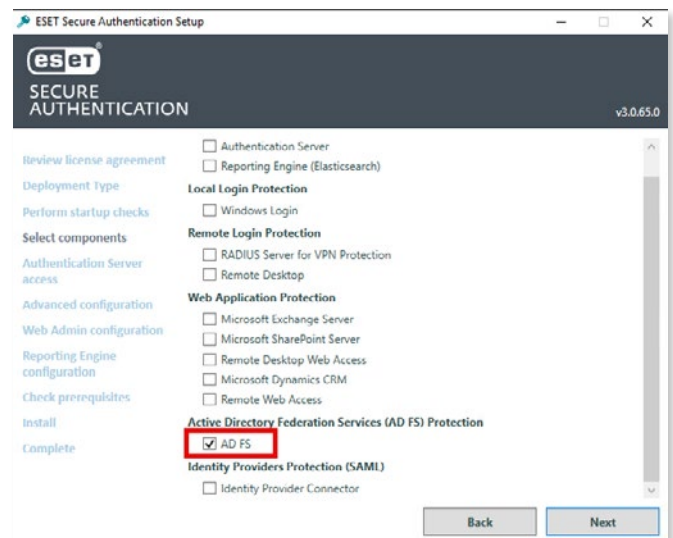 ESET Secure Authentication Setup
eset
SECURE
AUTHENTICATION
v3.0.65.0
Review license agreement
Deployment Type
Perform startup checks
Select components
Authentication Server
access
Advanced configuration
Web Admin configuration
Reporting Engine
configuration
Check prerequisites
Install
Complete
Authentication Server
Reporting Engine (Elasticsearch)
Local Login Protection
Windows Login
Remote Login Protection
RADIUS Server for VPN Protection
Remote Desktop
Web Application Protection
Microsoft Exchange Server
Microsoft SharePoint Server
Remote Desktop Web Access
Microsoft Dynamics CRM
Remote Web Access
Active Directory Federation Services (AD FS) Protection
AD FS
Identity Providers Protection (SAML)
Identity Provider Connector
Back
Next